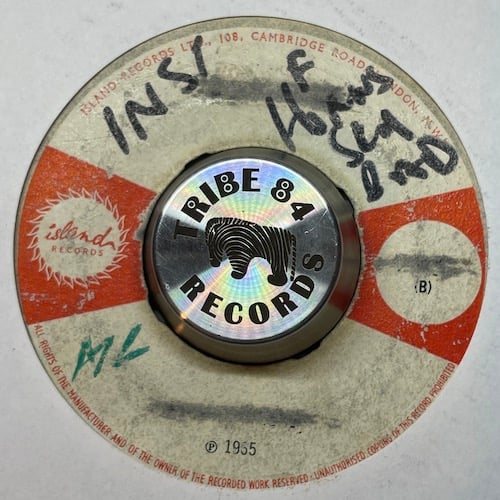 ISLAND RECORDS LTD., 108, CAMBRIDGE ROAD, LONDON, N.W.
INST
F
TRIBE 84
RECORDS
island
RECORDS
(B)
ML
℗ 1965
ALL RIGHTS OF THE MANUFACTURER AND OF THE OWNER OF THE RECORDED WORK RESERVED · UNAUTHORISED COPYING OF THIS RECORD PROHIBITED